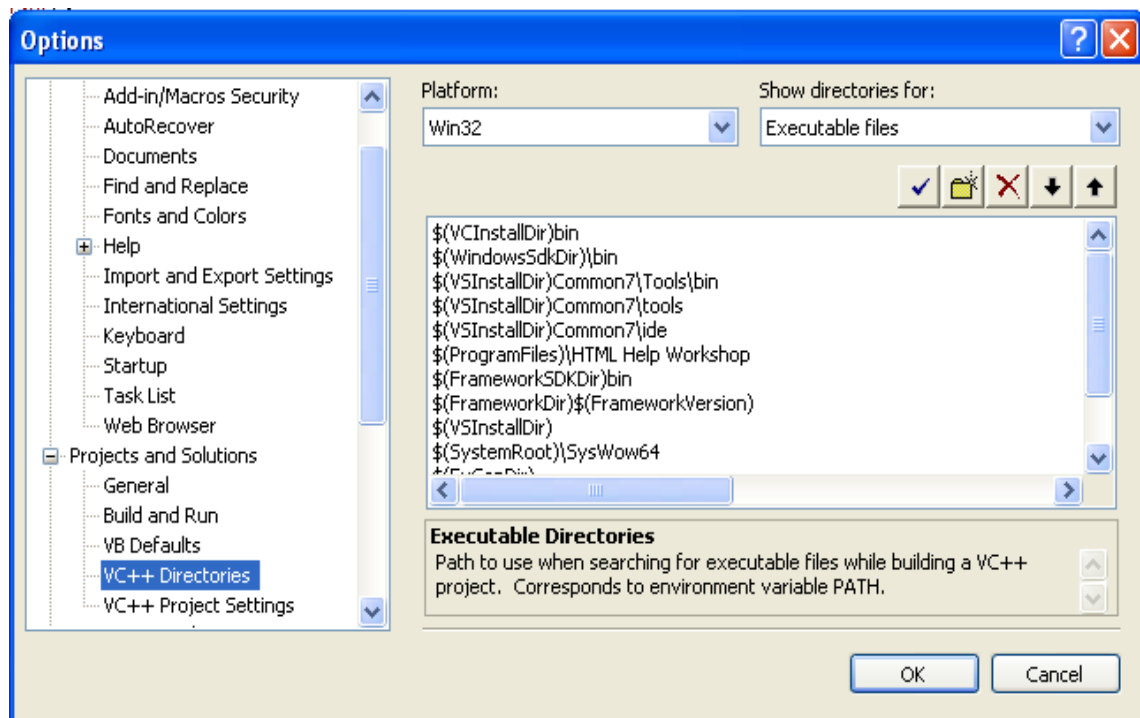 Options
Add-in/Macros Security
AutoRecover
Documents
Find and Replace
Fonts and Colors
Help
Import and Export Settings
International Settings
Keyboard
Startup
Task List
Web Browser
Projects and Solutions
General
Build and Run
VB Defaults
VC++ Directories
VC++ Project Settings
Platform:
Win32
Show directories for:
Executable files
$(VCInstallDir)bin
$(WindowsSdkDir)\bin
$(VSInstallDir)Common7\Tools\bin
$(VSInstallDir)Common7\tools
$(VSInstallDir)Common7\ide
$(ProgramFiles)\HTML Help Workshop
$(FrameworkSDKDir)bin
$(FrameworkDir)$(FrameworkVersion)
$(VSInstallDir)
$(SystemRoot)\SysWow64
Executable Directories
Path to use when searching for executable files while building a VC++
project.  Corresponds to environment variable PATH.
OK
Cancel